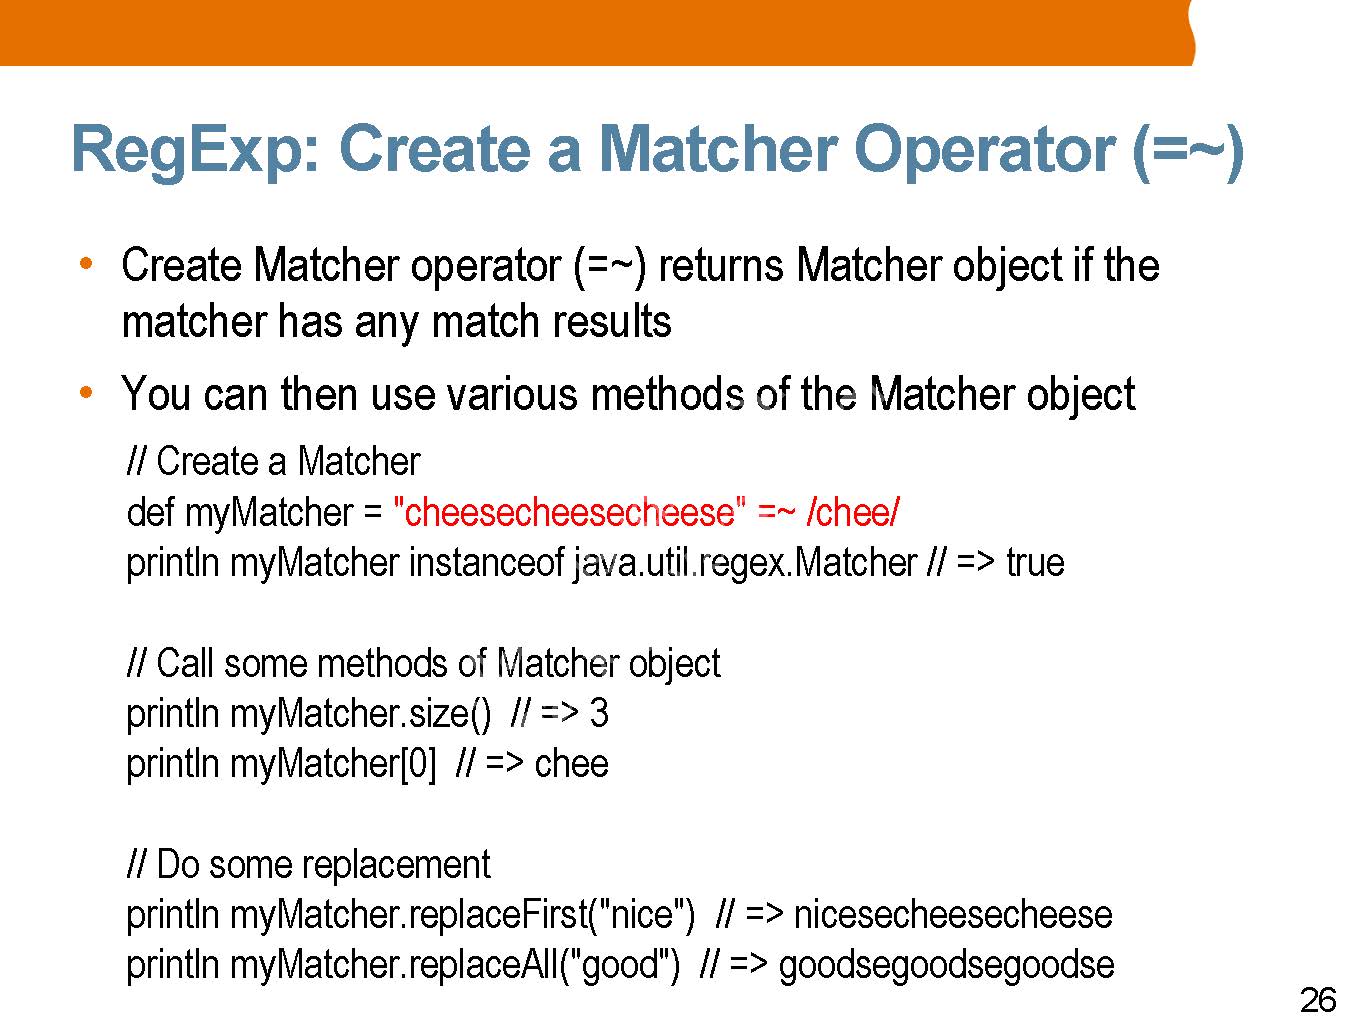 RegExp: Create a Matcher Operator (=~)
• Create Matcher operator (=~) returns Matcher object if the
matcher has any match results
• You can then use various methods of the Matcher object
// Create a Matcher
def myMatcher = "cheesecheesecheese" =~ /chee/
println myMatcher instanceof java.util.regex.Matcher // => true
// Call some methods of Matcher object
println myMatcher.size()  // => 3
println myMatcher[0]  // => chee
// Do some replacement
println myMatcher.replaceFirst("nice")  // => nicesecheesecheese
println myMatcher.replaceAll("good")  // => goodsegoodsegoodse
26